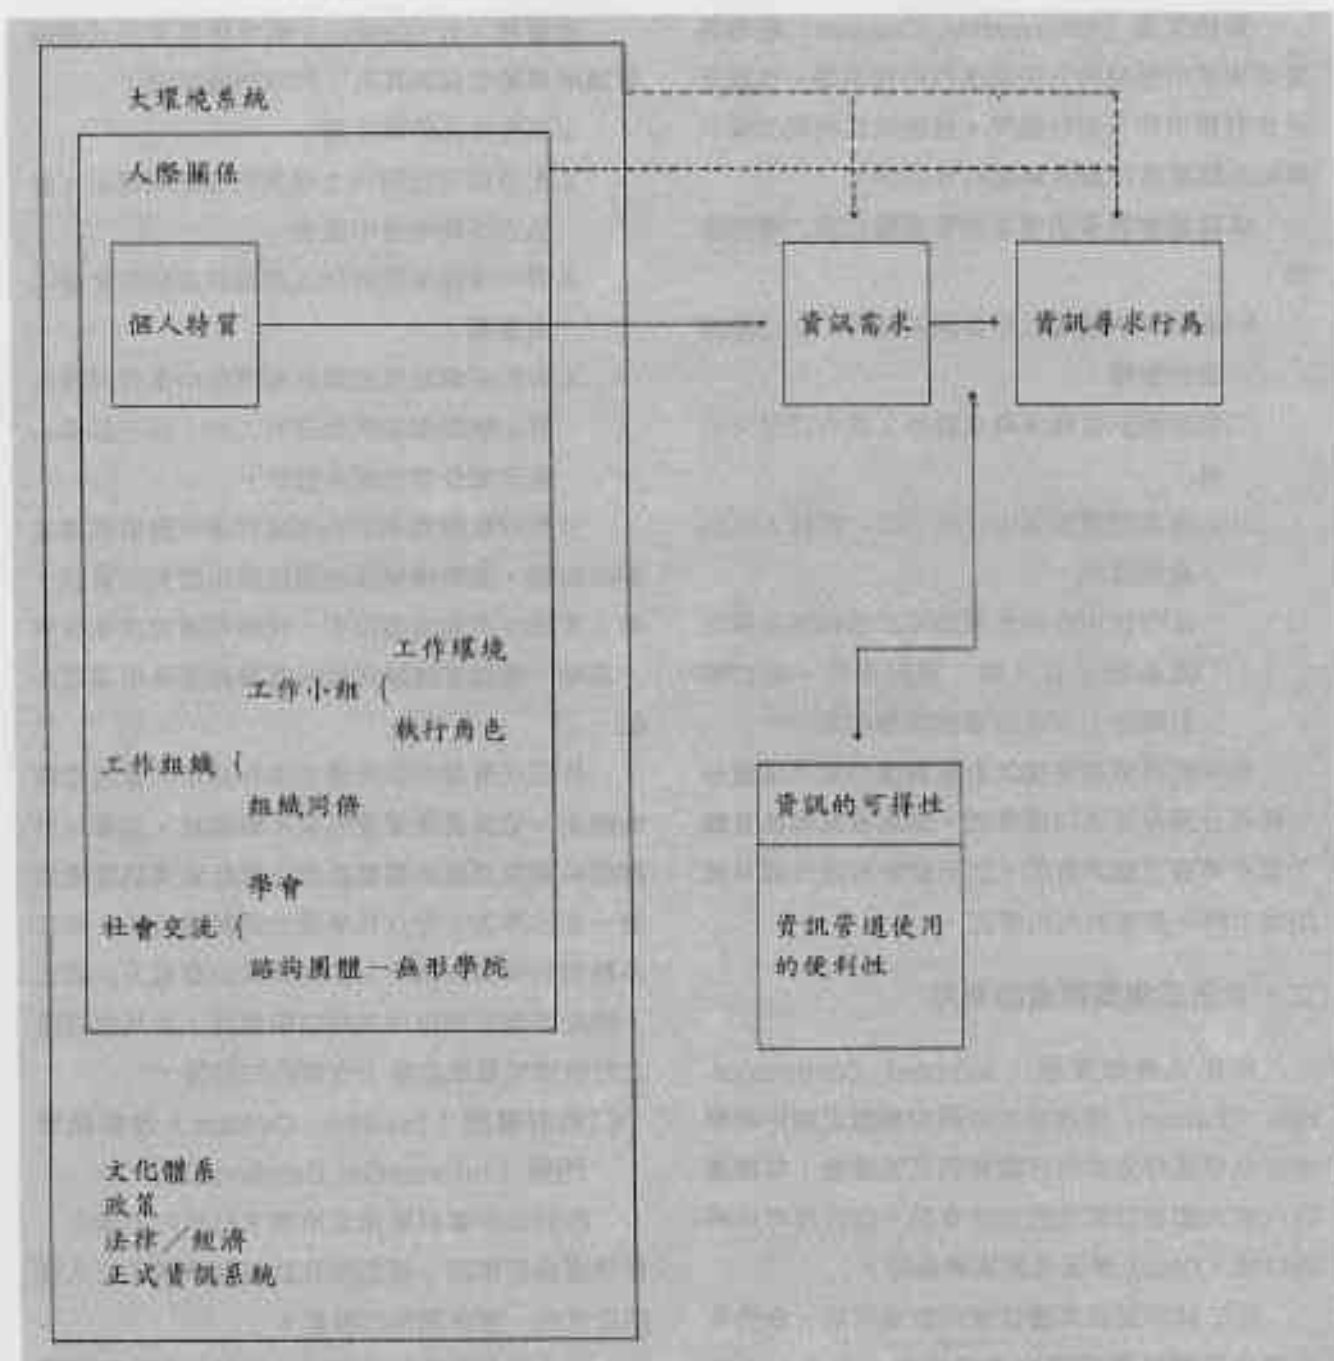 大環境系統
人際關係
個人特質
資訊需求
資訊尋求行為
工作環境
工作小組 {
執行角色
工作組織 {
組織同僚
學會
社會交流 {
諮詢團體－無形學院
資訊的可得性
資訊管道使用
的便利性
文化體系
政策
法律／經濟
正式資訊系統